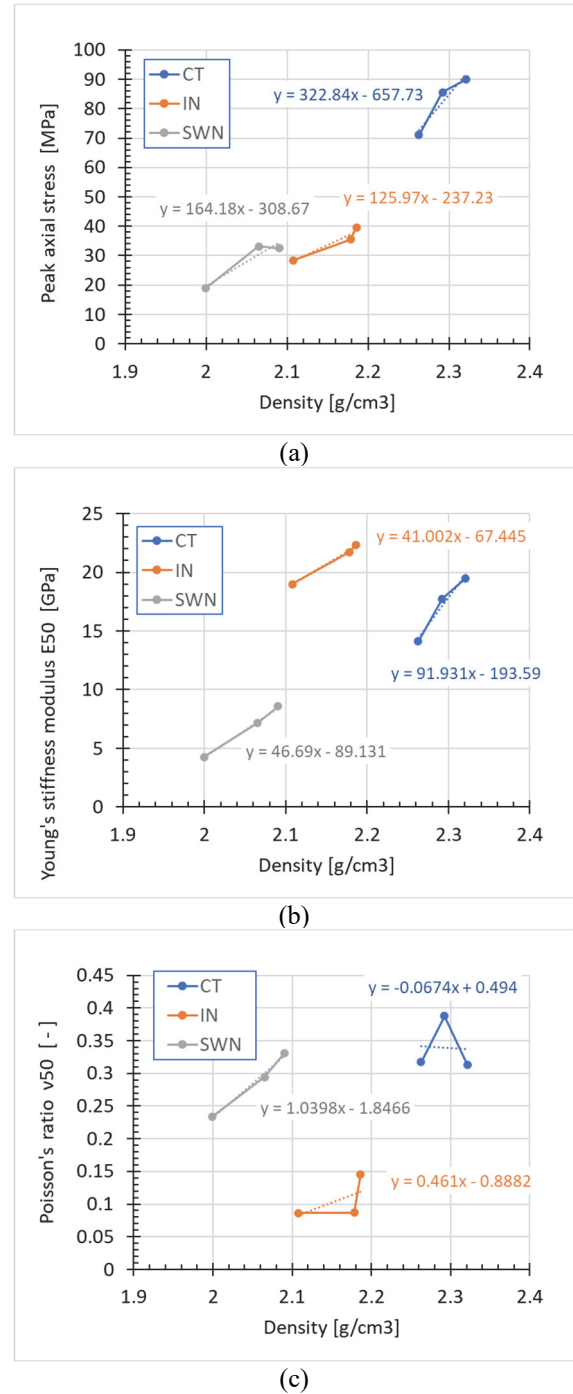 Peak axial stress [MPa]
100
90
80
70
60
50
40
30
20
10
0
CT
IN
SWN
y = 322.84x - 657.73
y = 164.18x - 308.67
y = 125.97x - 237.23
1.9 2 2.1 2.2 2.3 2.4
Density [g/cm3]
(a)
Young's stiffness modulus E50 [GPa]
25
20
15
10
5
0
CT
IN
SWN
y = 41.002x - 67.445
y = 91.931x - 193.59
y = 46.69x - 89.131
1.9 2 2.1 2.2 2.3 2.4
Density [g/cm3]
(b)
Poisson's ratio v50 [ - ]
0.45
0.4
0.35
0.3
0.25
0.2
0.15
0.1
0.05
0
CT
IN
SWN
y = -0.0674x + 0.494
y = 1.0398x - 1.8466
y = 0.461x - 0.8882
1.9 2 2.1 2.2 2.3 2.4
Density [g/cm3]
(c)